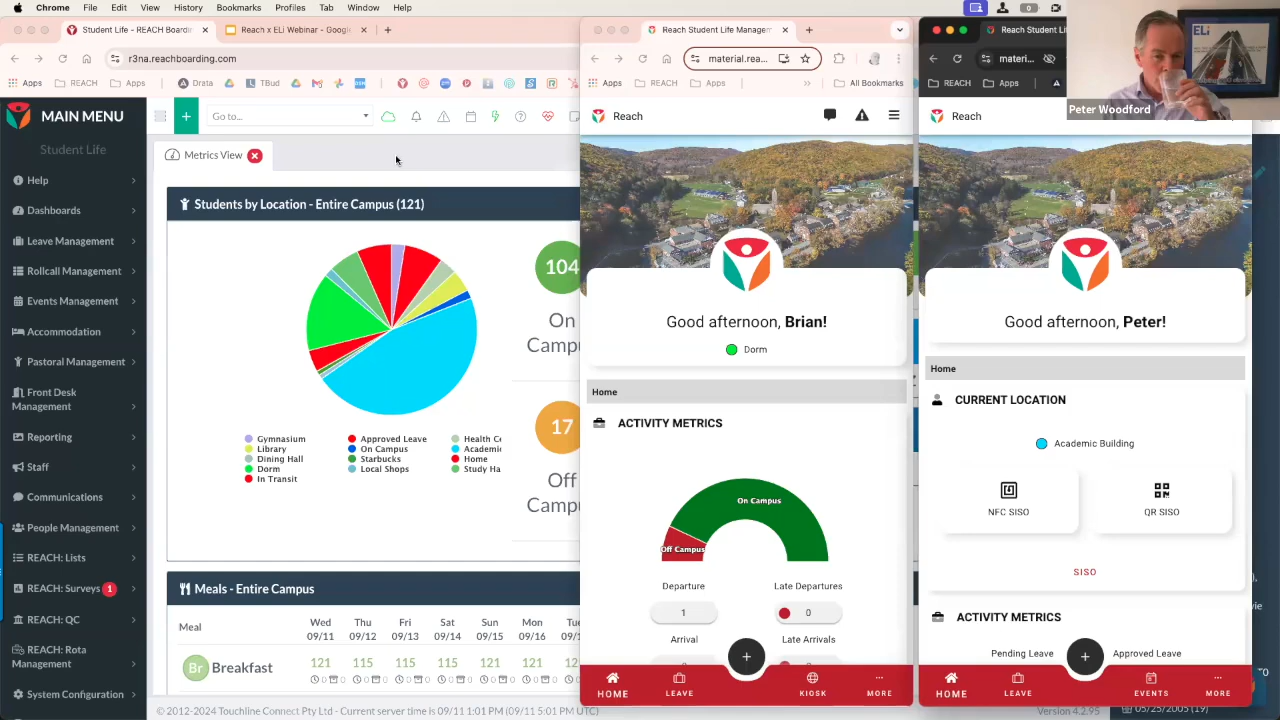 Chrome File Edit View History Bookmarks Profiles Tab Window Help
Student Life - REACH Boardin
Reach x ELi Webinar -
r3na.reachboarding.com
Apps REACH Apps Drata TBud
MAIN MENU
Student Life
Help
Dashboards
Leave Management
Rollcall Management
Events Management
Accommodation
Pastoral Management
Front Desk
Management
Reporting
Staff
Communications
People Management
REACH: Lists
REACH: Surveys 1
REACH: QC
REACH: Rota
Management
System Configuration
Go to...
Metrics View
Students by Location - Entire Campus (121)
Gymnasium Approved Leave Health Ce
Library On Campus Academic
Dining Hall Starbucks Home
Dorm Local Shops Study Ha
In Transit
104
On
Campu
17
Off
Campu
Meals - Entire Campus
Meal
Wed Thu Fri Sat Sun Mon Tue
09/11 09/12 09/13 09/14 09/15 09/16
Br Breakfast
121 115 115 115 121 121
© 2012-2024 Touchline Connect Pty Ltd - Current server time is 09/11 5:01 PM (09/11 5:01 PM UTC)
Version 4.2.95
05/25/2005 (19)
Reach Student Life Managem
material.rea...
REACH Apps All Bookmarks
Reach
Good afternoon, Brian!
Dorm
Home
ACTIVITY METRICS
On Campus
Off Campus
Departure Late Departures
1 0
Arrival Late Arrivals
HOME LEAVE KIOSK MORE
Reach Student Li
materi...
REACH Apps
Reach
ELi
Peter Woodford
Good afternoon, Peter!
Home
CURRENT LOCATION
Academic Building
NFC SISO QR SISO
SISO
ACTIVITY METRICS
Pending Leave Approved Leave
HOME LEAVE EVENTS MORE